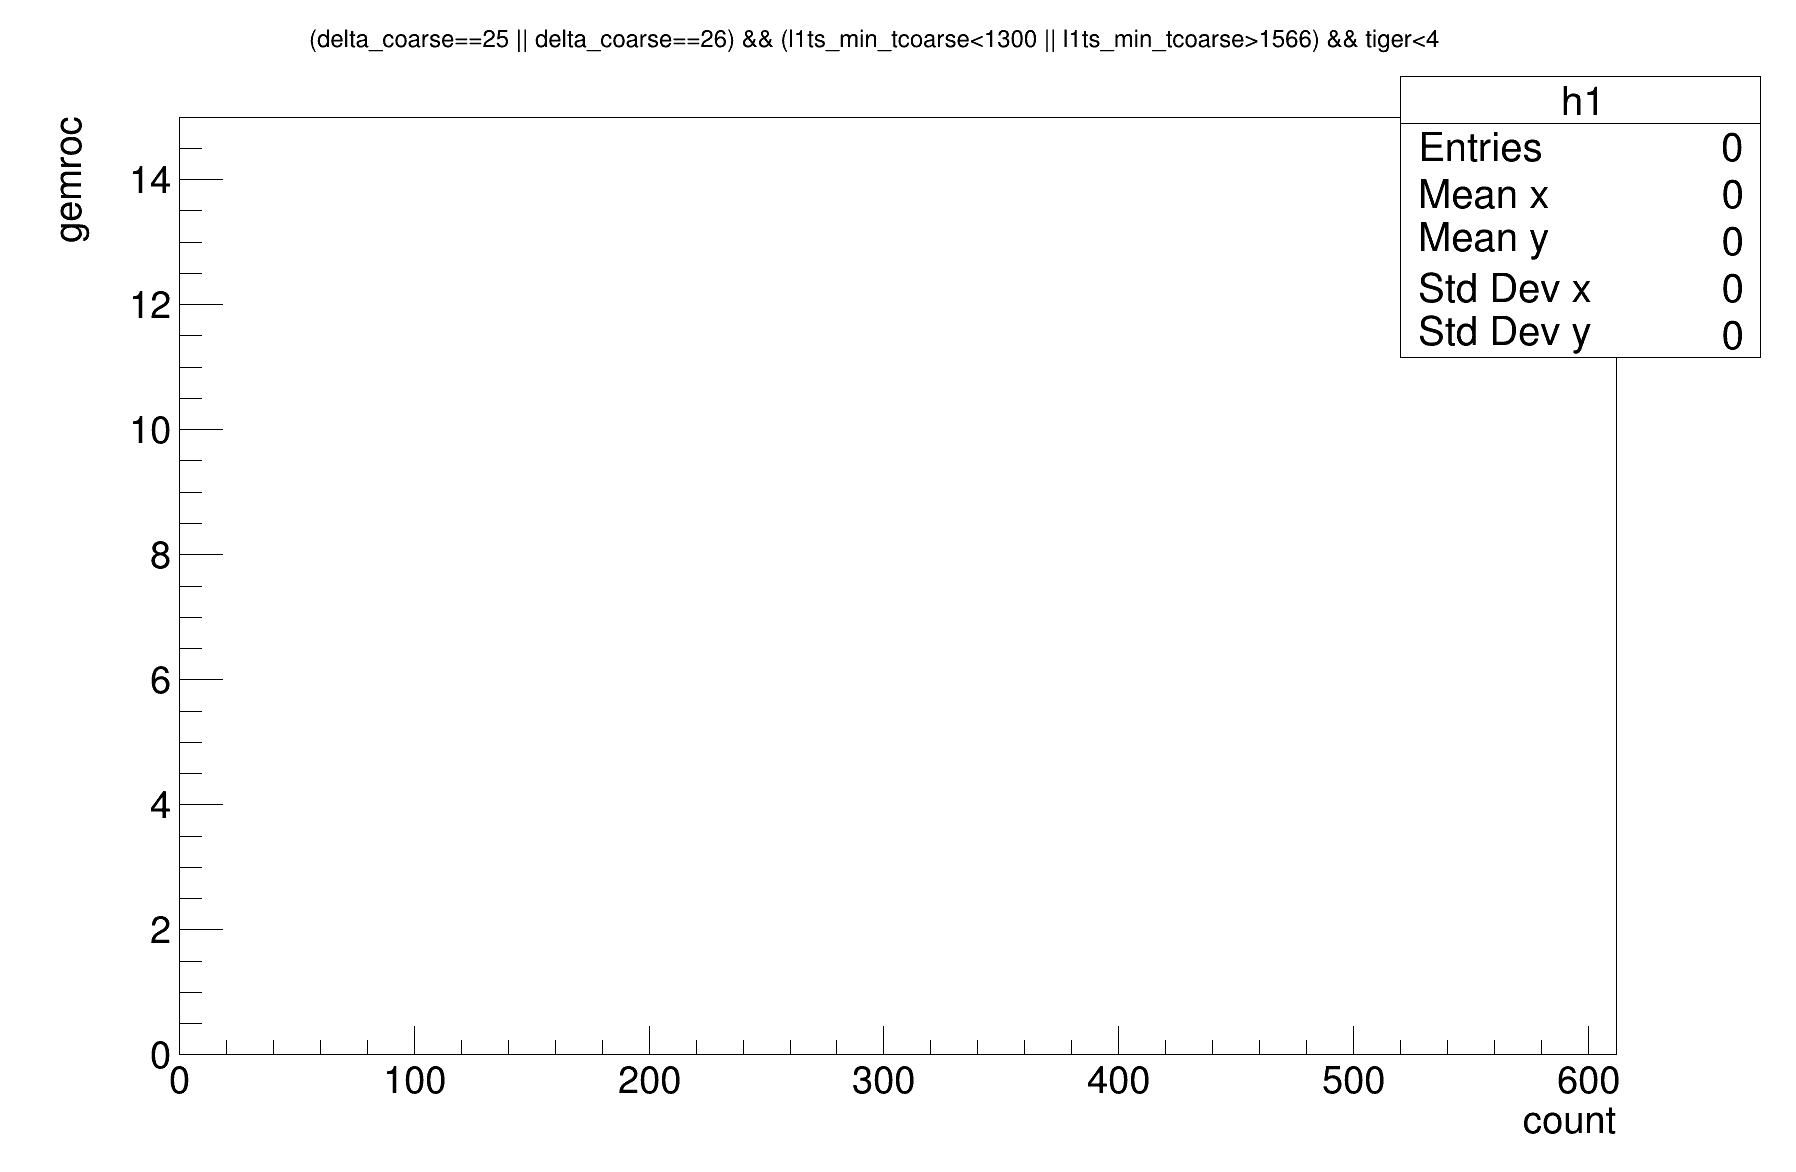 (delta_coarse==25 || delta_coarse==26) && (l1ts_min_tcoarse<1300 || l1ts_min_tcoarse>1566) && tiger<4
h1
Entries 0
Mean x 0
Mean y 0
Std Dev x 0
Std Dev y 0
gemroc
14
12
10
8
6
4
2
0
0 100 200 300 400 500 600
count